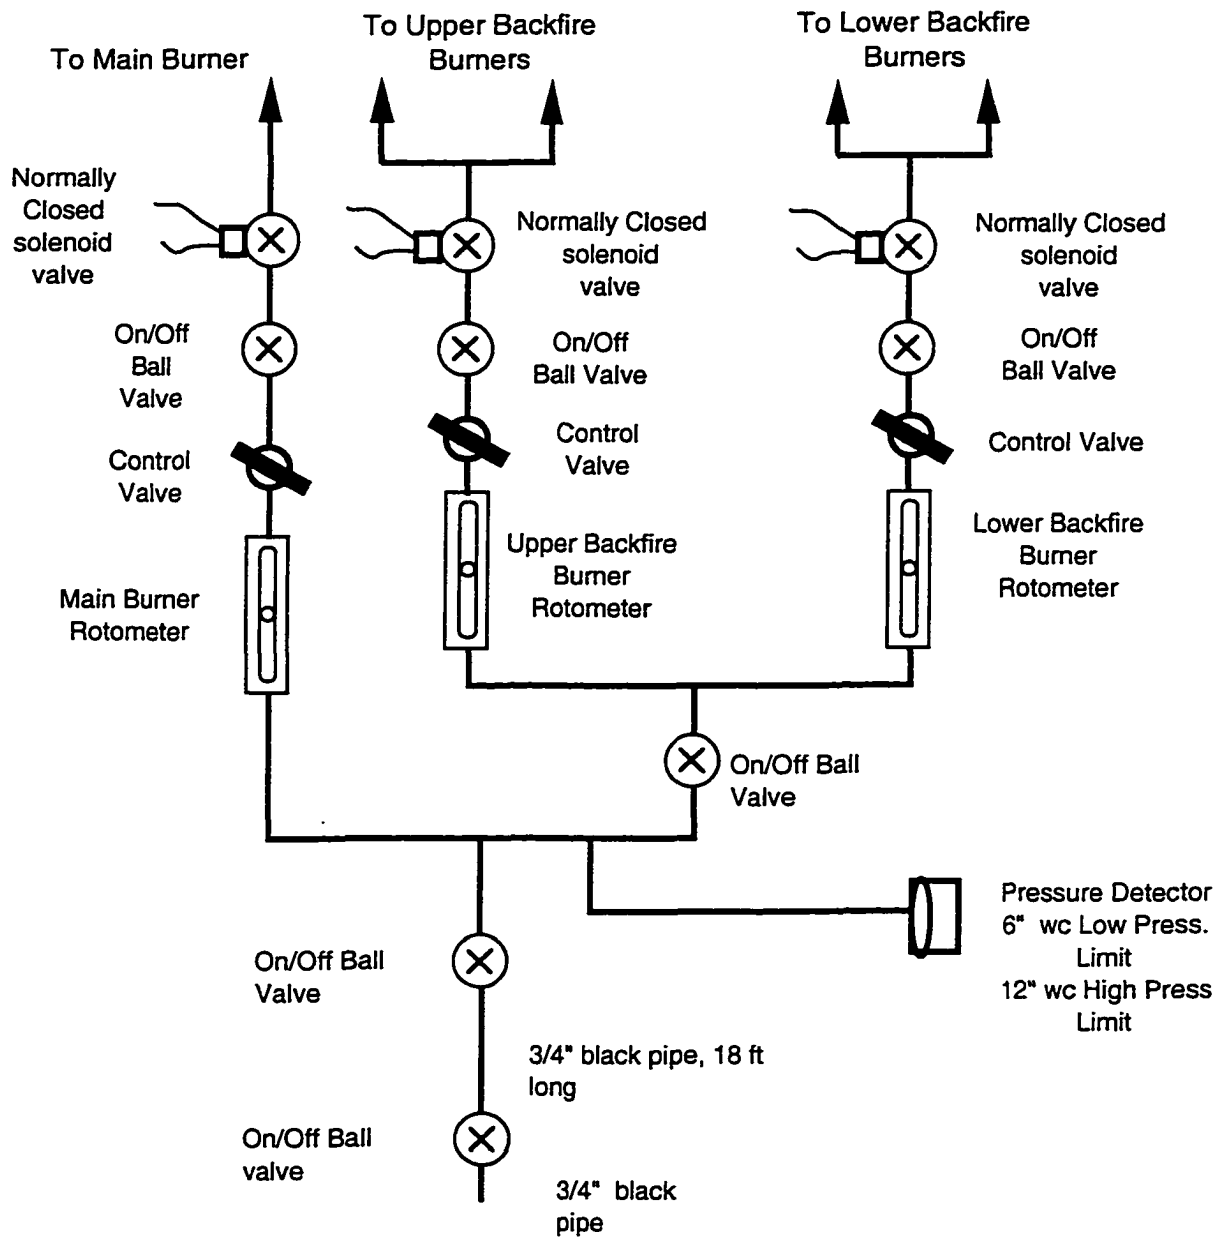 To Main Burner
To Upper Backfire
Burners
To Lower Backfire
Burners
Normally
Closed
solenoid
valve
Normally Closed
solenoid
valve
Normally Closed
solenoid
valve
On/Off
Ball
Valve
On/Off
Ball Valve
On/Off
Ball Valve
Control
Valve
Control
Valve
Control Valve
Main Burner
Rotometer
Upper Backfire
Burner
Rotometer
Lower Backfire
Burner
Rotometer
On/Off Ball
Valve
Pressure Detector
6" wc Low Press.
Limit
12" wc High Press
Limit
On/Off Ball
Valve
3/4" black pipe, 18 ft
long
On/Off Ball
valve
3/4" black
pipe